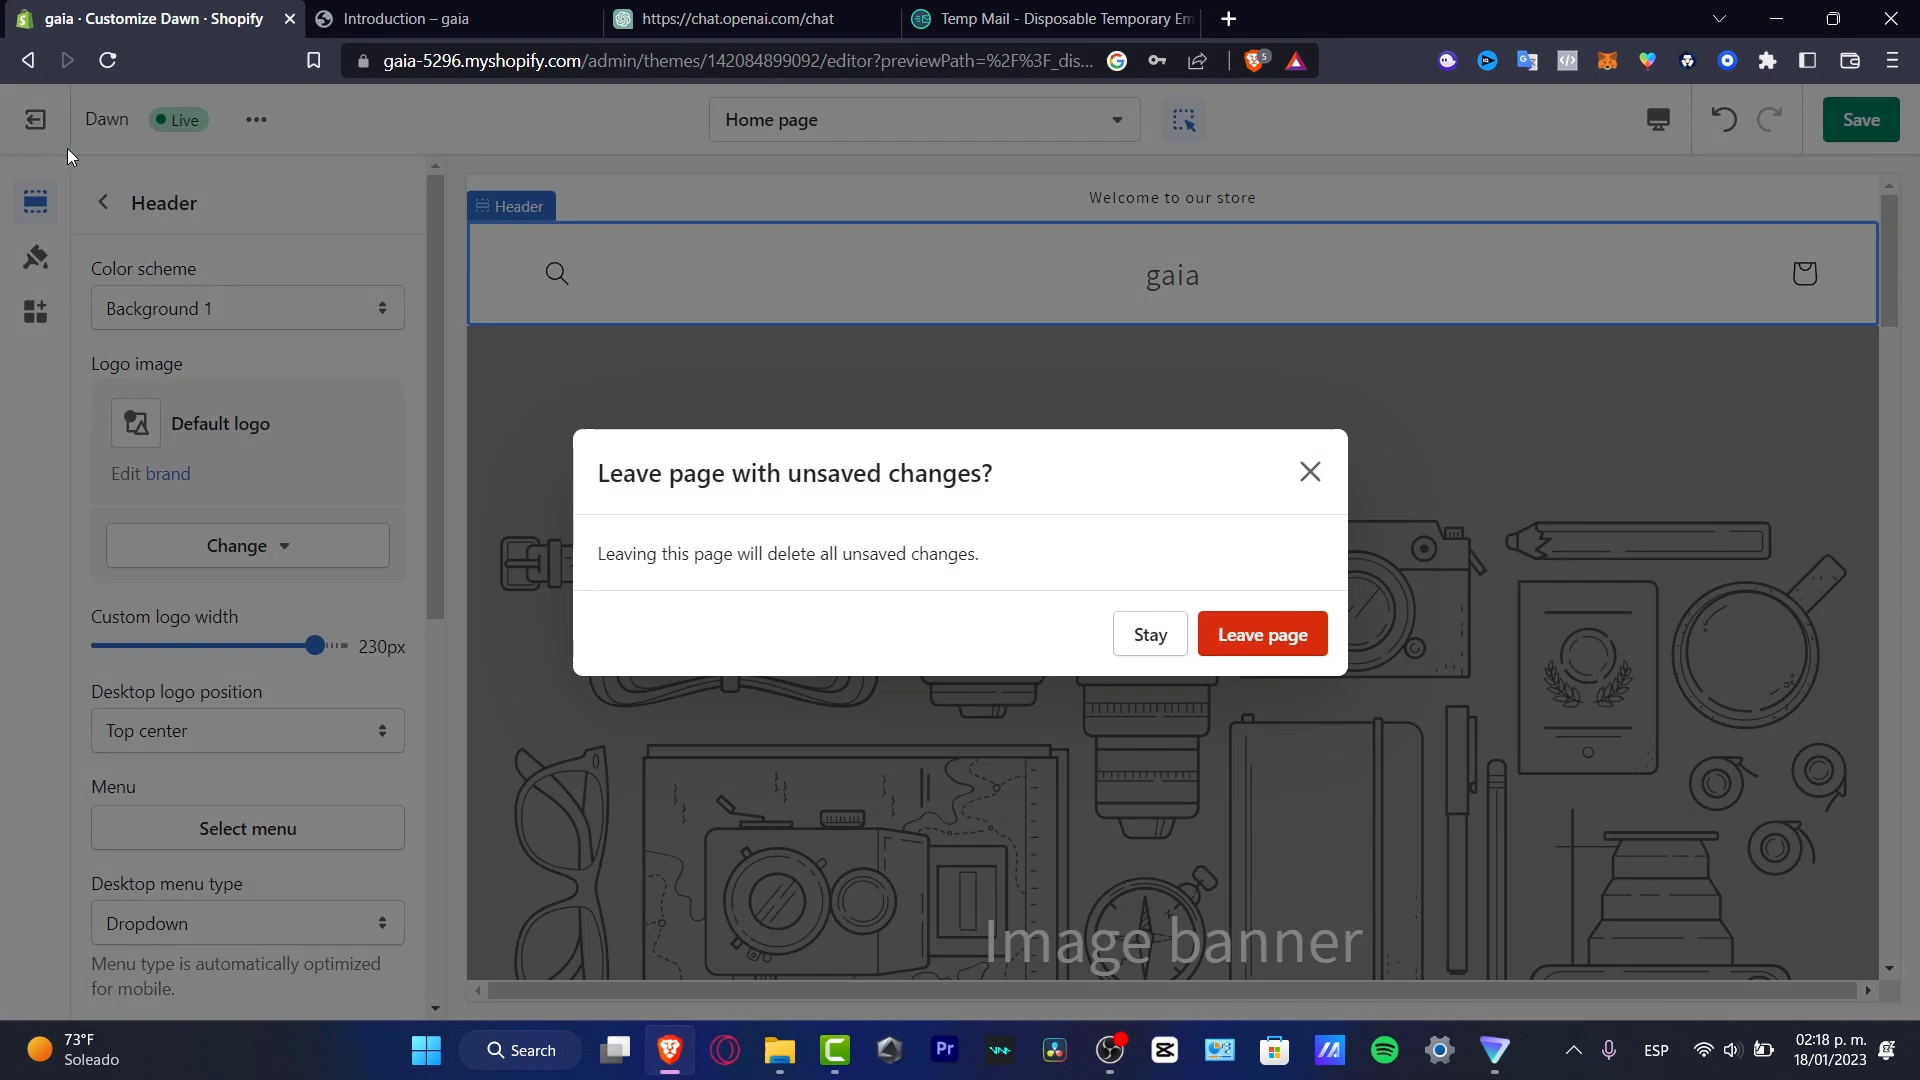 gaia · Customize Dawn · Shopify
Introduction – gaia
https://chat.openai.com/chat
Temp Mail - Disposable Temporary Em
gaia-5296.myshopify.com/admin/themes/142084899092/editor?previewPath=%2F%3F_dis...
5
Dawn
Live
Home page
Save
Header
Color scheme
Background 1
Logo image
Default logo
Edit brand
Change
Custom logo width
230px
Desktop logo position
Top center
Menu
Select menu
Desktop menu type
Dropdown
Menu type is automatically optimized
for mobile.
Welcome to our store
Header
gaia
Leave page with unsaved changes?
Leaving this page will delete all unsaved changes.
Stay
Leave page
Image banner
73°F
Soleado
Search
Pr
ESP
02:18 p. m.
18/01/2023